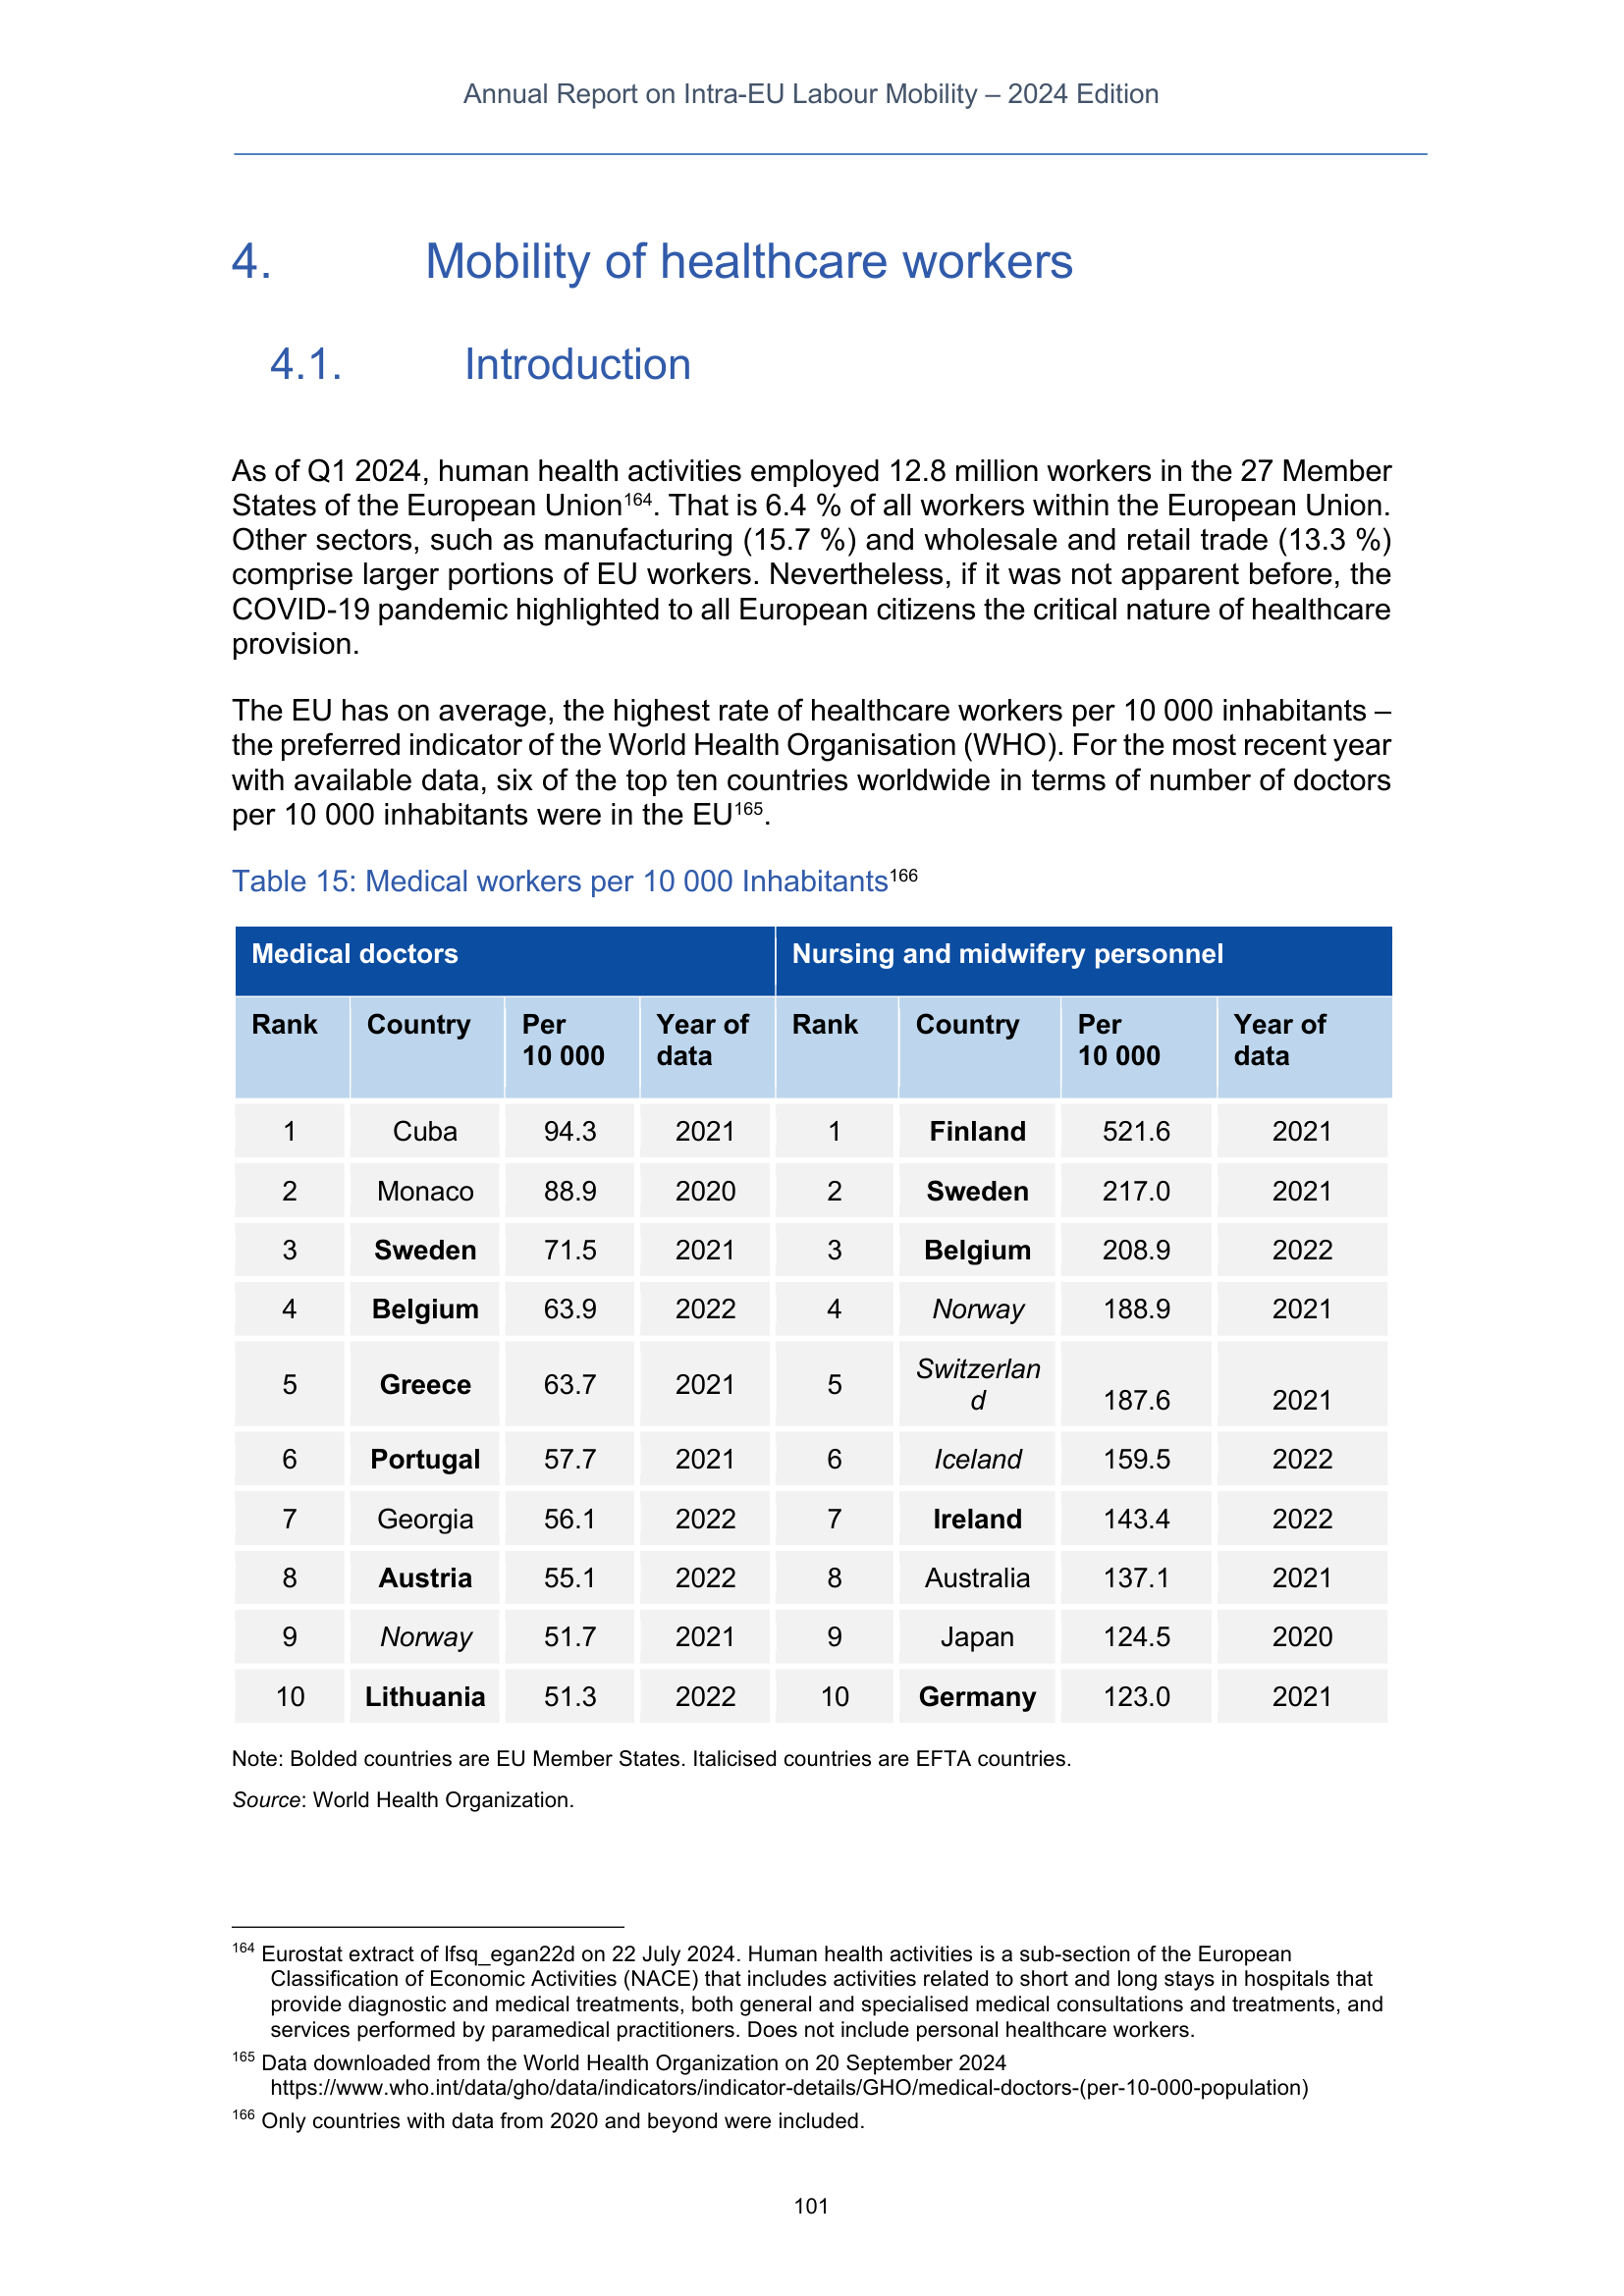 Annual Report on Intra-EU Labour Mobility – 2024 Edition
4. Mobility of healthcare workers
4.1. Introduction
As of Q1 2024, human health activities employed 12.8 million workers in the 27 Member
States of the European Union164. That is 6.4 % of all workers within the European Union.
Other sectors, such as manufacturing (15.7 %) and wholesale and retail trade (13.3 %)
comprise larger portions of EU workers. Nevertheless, if it was not apparent before, the
COVID-19 pandemic highlighted to all European citizens the critical nature of healthcare
provision.
The EU has on average, the highest rate of healthcare workers per 10 000 inhabitants –
the preferred indicator of the World Health Organisation (WHO). For the most recent year
with available data, six of the top ten countries worldwide in terms of number of doctors
per 10 000 inhabitants were in the EU165.
Table 15: Medical workers per 10 000 Inhabitants166
Medical doctors Nursing and midwifery personnel
Rank Country Per 10 000 Year of data Rank Country Per 10 000 Year of data
1 Cuba 94.3 2021 1 Finland 521.6 2021
2 Monaco 88.9 2020 2 Sweden 217.0 2021
3 Sweden 71.5 2021 3 Belgium 208.9 2022
4 Belgium 63.9 2022 4 Norway 188.9 2021
5 Greece 63.7 2021 5 Switzerland 187.6 2021
6 Portugal 57.7 2021 6 Iceland 159.5 2022
7 Georgia 56.1 2022 7 Ireland 143.4 2022
8 Austria 55.1 2022 8 Australia 137.1 2021
9 Norway 51.7 2021 9 Japan 124.5 2020
10 Lithuania 51.3 2022 10 Germany 123.0 2021
Note: Bolded countries are EU Member States. Italicised countries are EFTA countries.
Source: World Health Organization.
164 Eurostat extract of lfsq_egan22d on 22 July 2024. Human health activities is a sub-section of the European
Classification of Economic Activities (NACE) that includes activities related to short and long stays in hospitals that
provide diagnostic and medical treatments, both general and specialised medical consultations and treatments, and
services performed by paramedical practitioners. Does not include personal healthcare workers.
165 Data downloaded from the World Health Organization on 20 September 2024
https://www.who.int/data/gho/data/indicators/indicator-details/GHO/medical-doctors-(per-10-000-population)
166 Only countries with data from 2020 and beyond were included.
101